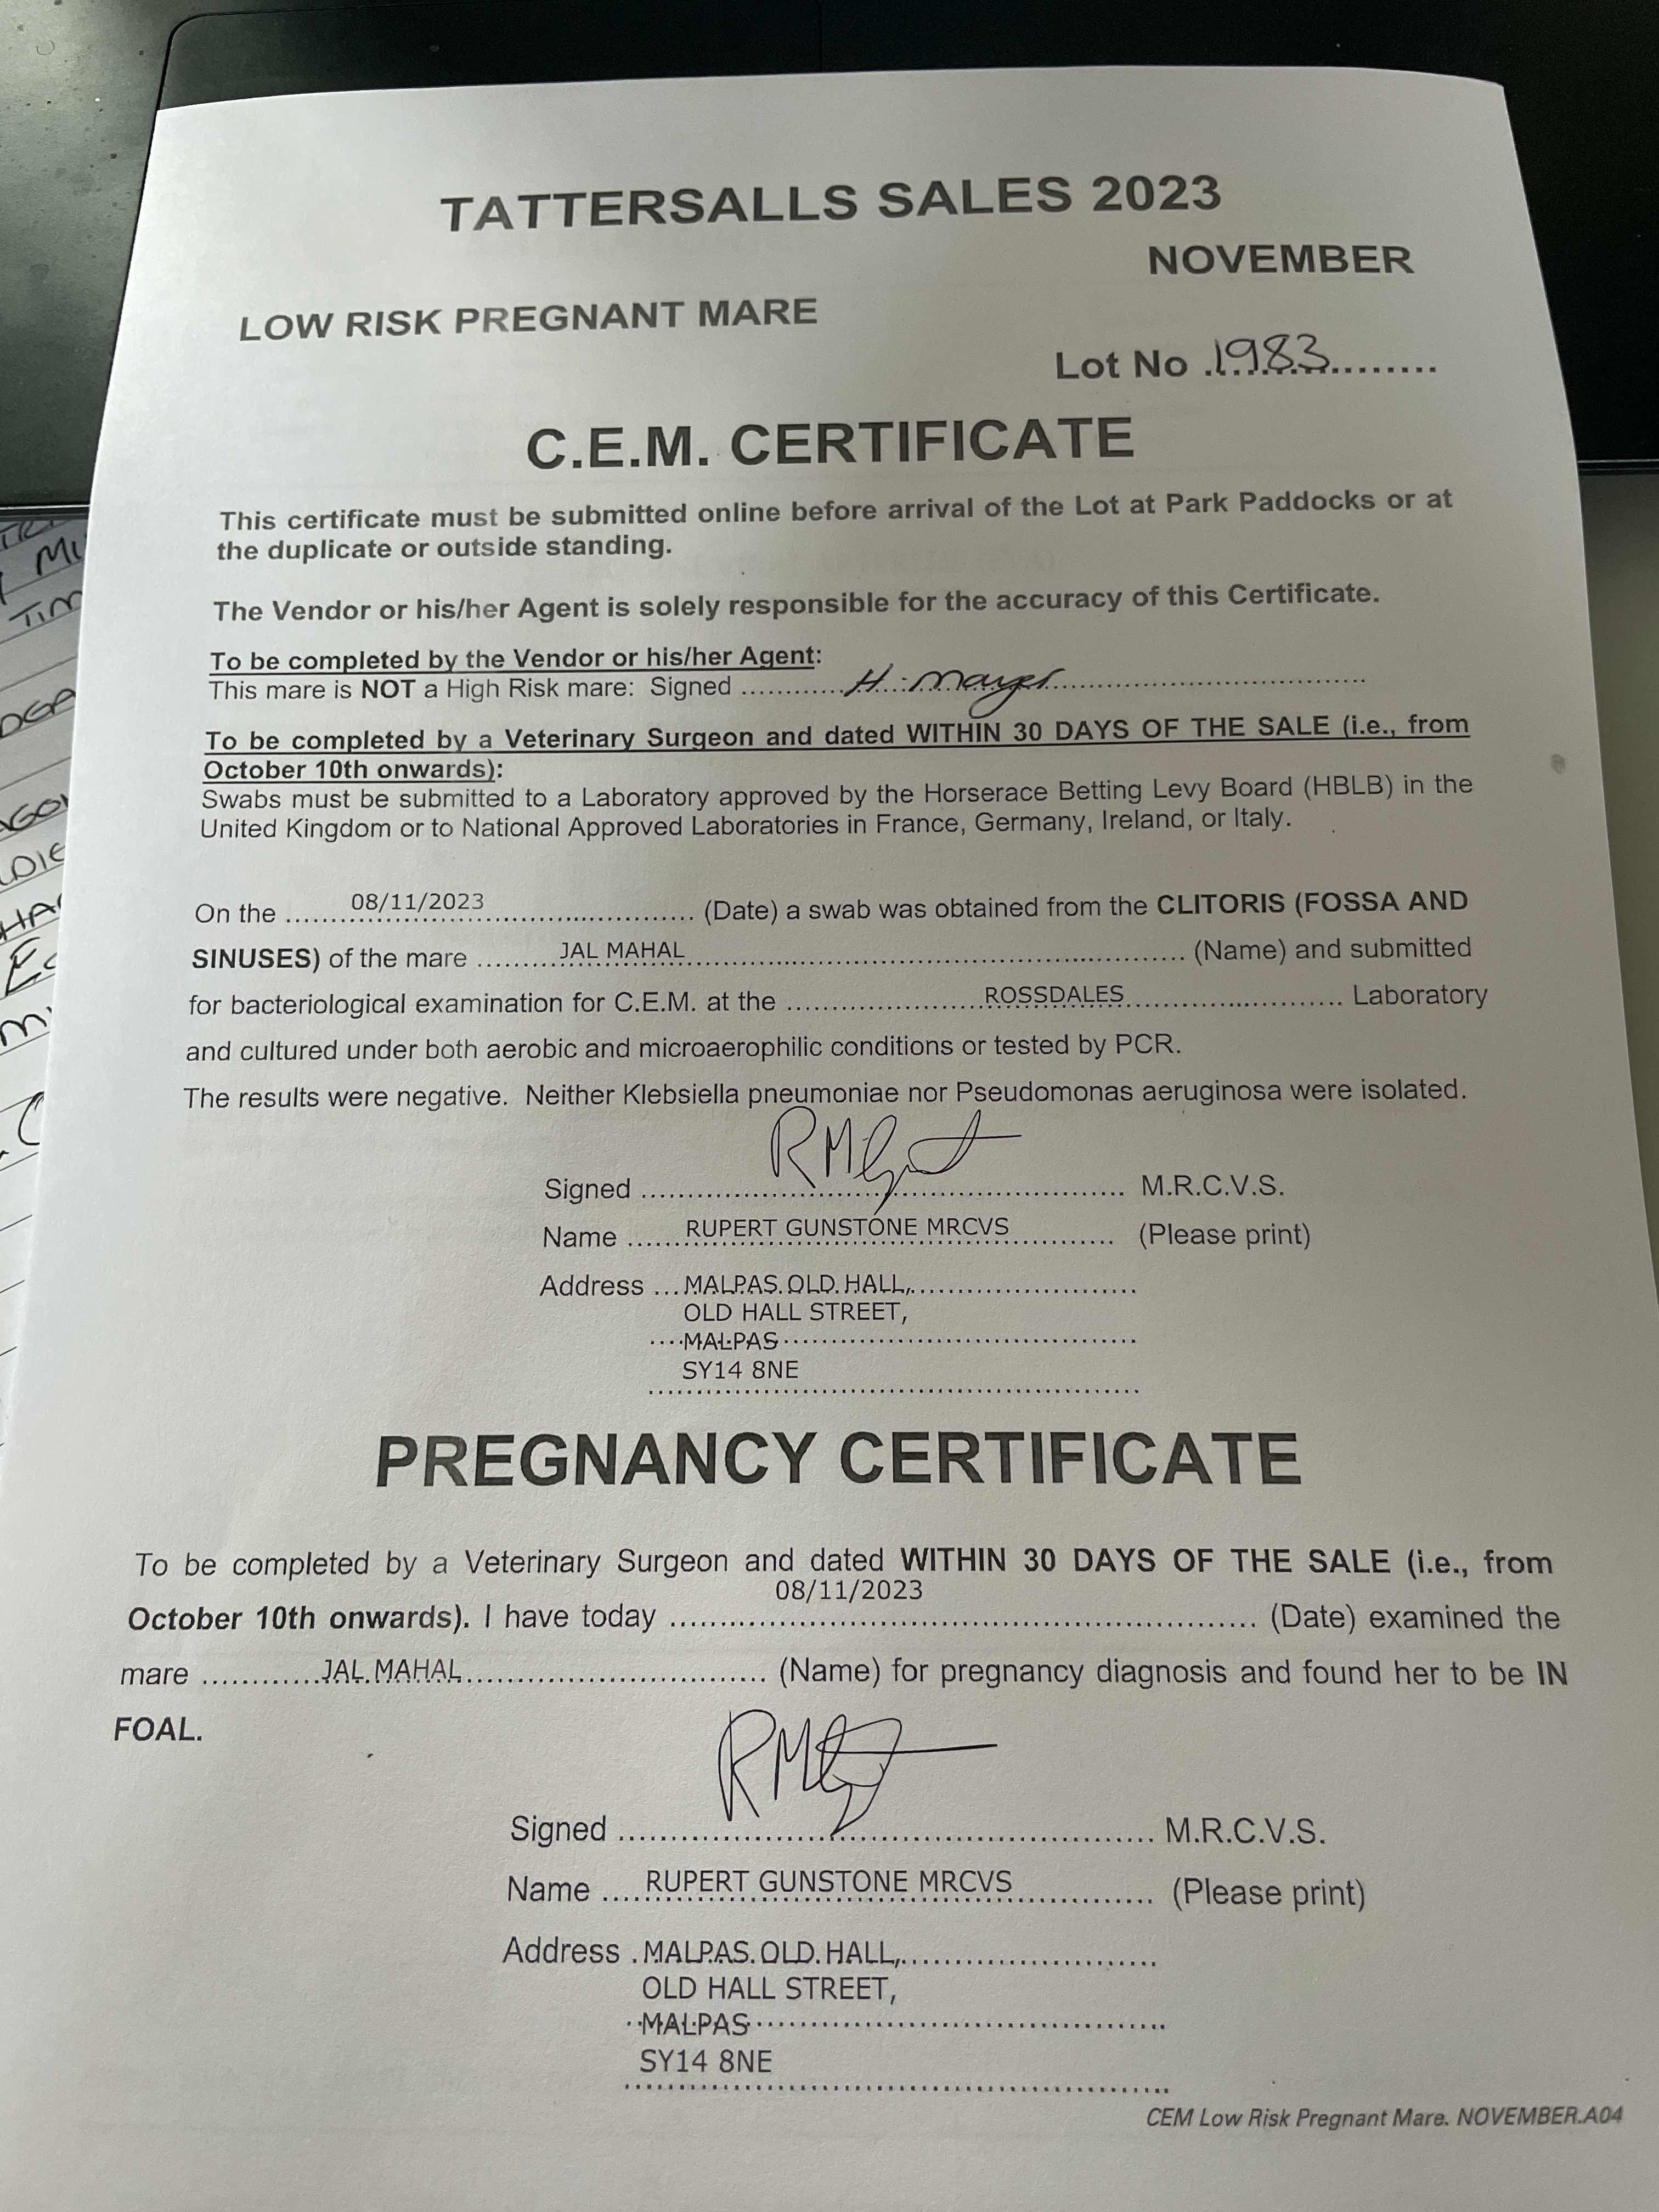 TATTERSALLS SALES 2023
NOVEMBER
LOW RISK PREGNANT MARE
Lot No .1983..........
C.E.M. CERTIFICATE
This certificate must be submitted online before arrival of the Lot at Park Paddocks or at
the duplicate or outside standing.
The Vendor or his/her Agent is solely responsible for the accuracy of this Certificate.
To be completed by the Vendor or his/her Agent:
This mare is NOT a High Risk mare: Signed ............H. Mayer............
To be completed by a Veterinary Surgeon and dated WITHIN 30 DAYS OF THE SALE (i.e., from
October 10th onwards):
Swabs must be submitted to a Laboratory approved by the Horserace Betting Levy Board (HBLB) in the
United Kingdom or to National Approved Laboratories in France, Germany, Ireland, or Italy.
On the ........08/11/2023........................ (Date) a swab was obtained from the CLITORIS (FOSSA AND
SINUSES) of the mare .........JAL MAHAL.................................... (Name) and submitted
for bacteriological examination for C.E.M. at the ....................ROSSDALES..................... Laboratory
and cultured under both aerobic and microaerophilic conditions or tested by PCR.
The results were negative. Neither Klebsiella pneumoniae nor Pseudomonas aeruginosa were isolated.
Signed ................................................ M.R.C.V.S.
Name ......RUPERT GUNSTONE MRCVS............ (Please print)
Address ...MALPAS OLD HALL,........................
OLD HALL STREET,
MALPAS
SY14 8NE
PREGNANCY CERTIFICATE
To be completed by a Veterinary Surgeon and dated WITHIN 30 DAYS OF THE SALE (i.e., from
October 10th onwards). I have today ............08/11/2023........................ (Date) examined the
mare ............JAL MAHAL.............................. (Name) for pregnancy diagnosis and found her to be IN
FOAL.
Signed ................................................ M.R.C.V.S.
Name ....RUPERT GUNSTONE MRCVS.............. (Please print)
Address .MALPAS OLD HALL,.........................
OLD HALL STREET,
MALPAS
SY14 8NE
CEM Low Risk Pregnant Mare. NOVEMBER.A04